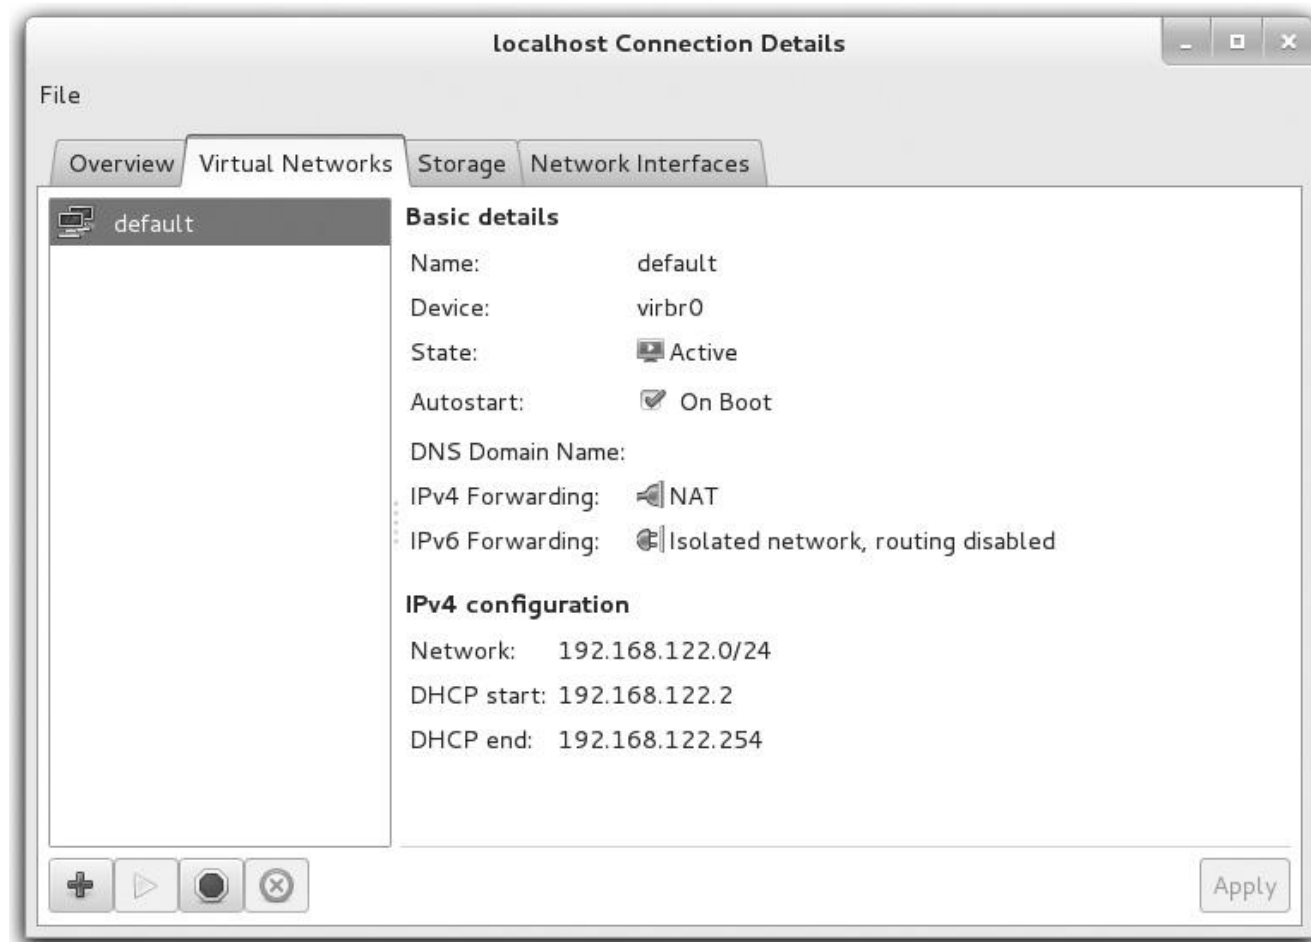 localhost Connection Details
File
Overview Virtual Networks Storage Network Interfaces
default
Basic details
Name: default
Device: virbr0
State: Active
Autostart: On Boot
DNS Domain Name:
IPv4 Forwarding: NAT
IPv6 Forwarding: Isolated network, routing disabled
IPv4 configuration
Network: 192.168.122.0/24
DHCP start: 192.168.122.2
DHCP end: 192.168.122.254
Apply